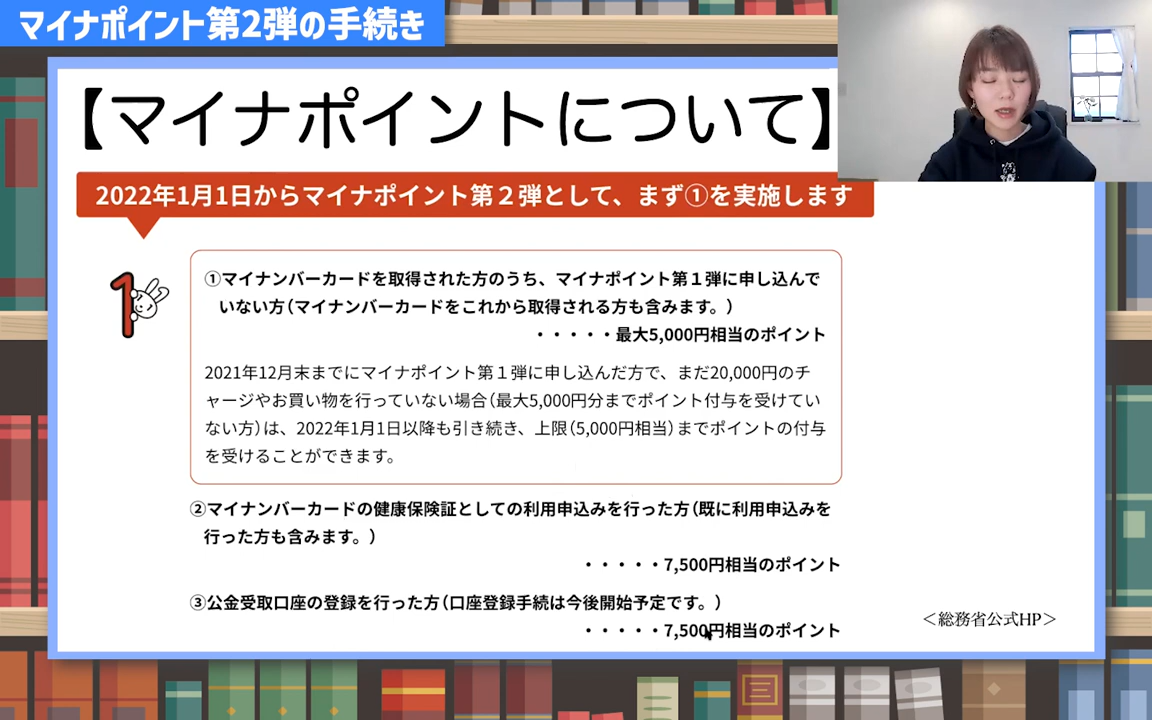 マイナポイント第2弾の手続き
【マイナポイントについて】
2022年1月1日からマイナポイント第２弾として、まず①を実施します
1
①マイナンバーカードを取得された方のうち、マイナポイント第１弾に申し込んで
いない方（マイナンバーカードをこれから取得される方も含みます。）
・・・・・最大5,000円相当のポイント
2021年12月末までにマイナポイント第１弾に申し込んだ方で、まだ20,000円のチ
ャージやお買い物を行っていない場合（最大5,000円分までポイント付与を受けてい
ない方）は、2022年1月1日以降も引き続き、上限（5,000円相当）までポイントの付与
を受けることができます。
②マイナンバーカードの健康保険証としての利用申込みを行った方（既に利用申込みを
行った方も含みます。）
・・・・・7,500円相当のポイント
③公金受取口座の登録を行った方（口座登録手続は今後開始予定です。）
・・・・・7,500円相当のポイント
＜総務省公式HP＞